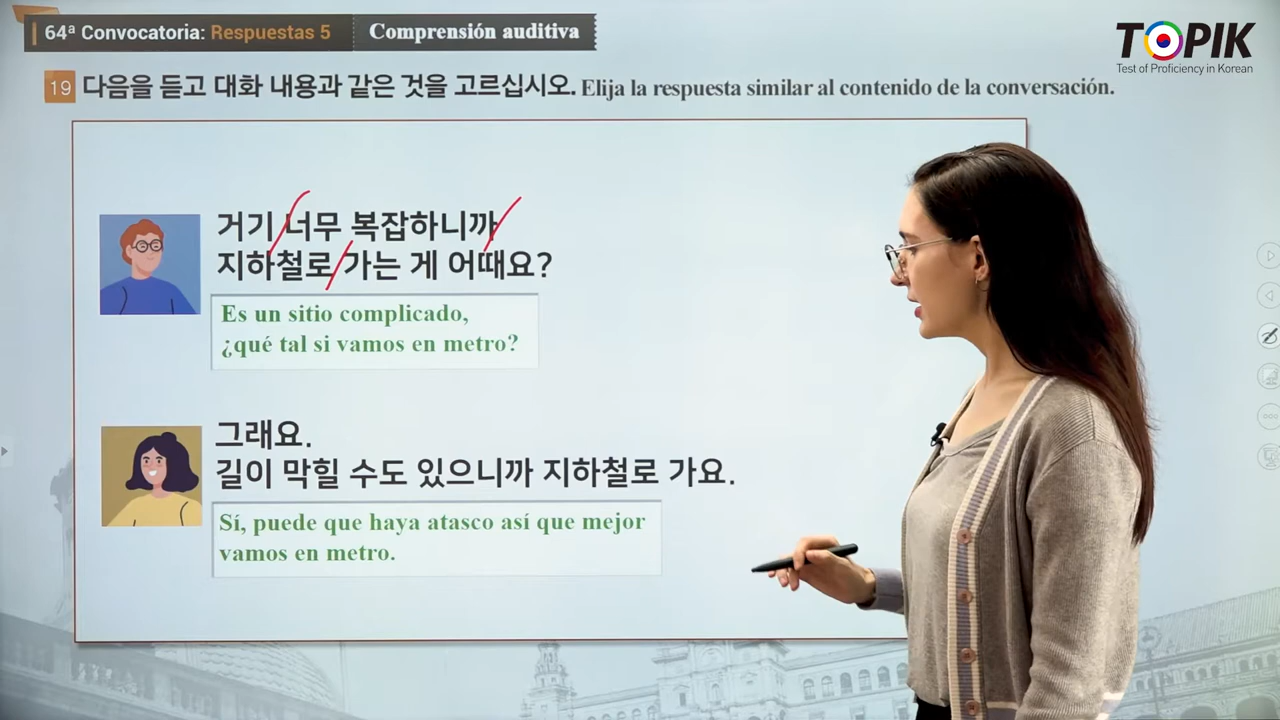 64ª Convocatoria: Respuestas 5 Comprensión auditiva
TOPIK
Test of Proficiency in Korean
19 다음을 듣고 대화 내용과 같은 것을 고르십시오. Elija la respuesta similar al contenido de la conversación.
거기 너무 복잡하니까
지하철로 가는 게 어때요?
Es un sitio complicado,
¿qué tal si vamos en metro?
그래요.
길이 막힐 수도 있으니까 지하철로 가요.
Sí, puede que haya atasco así que mejor
vamos en metro.